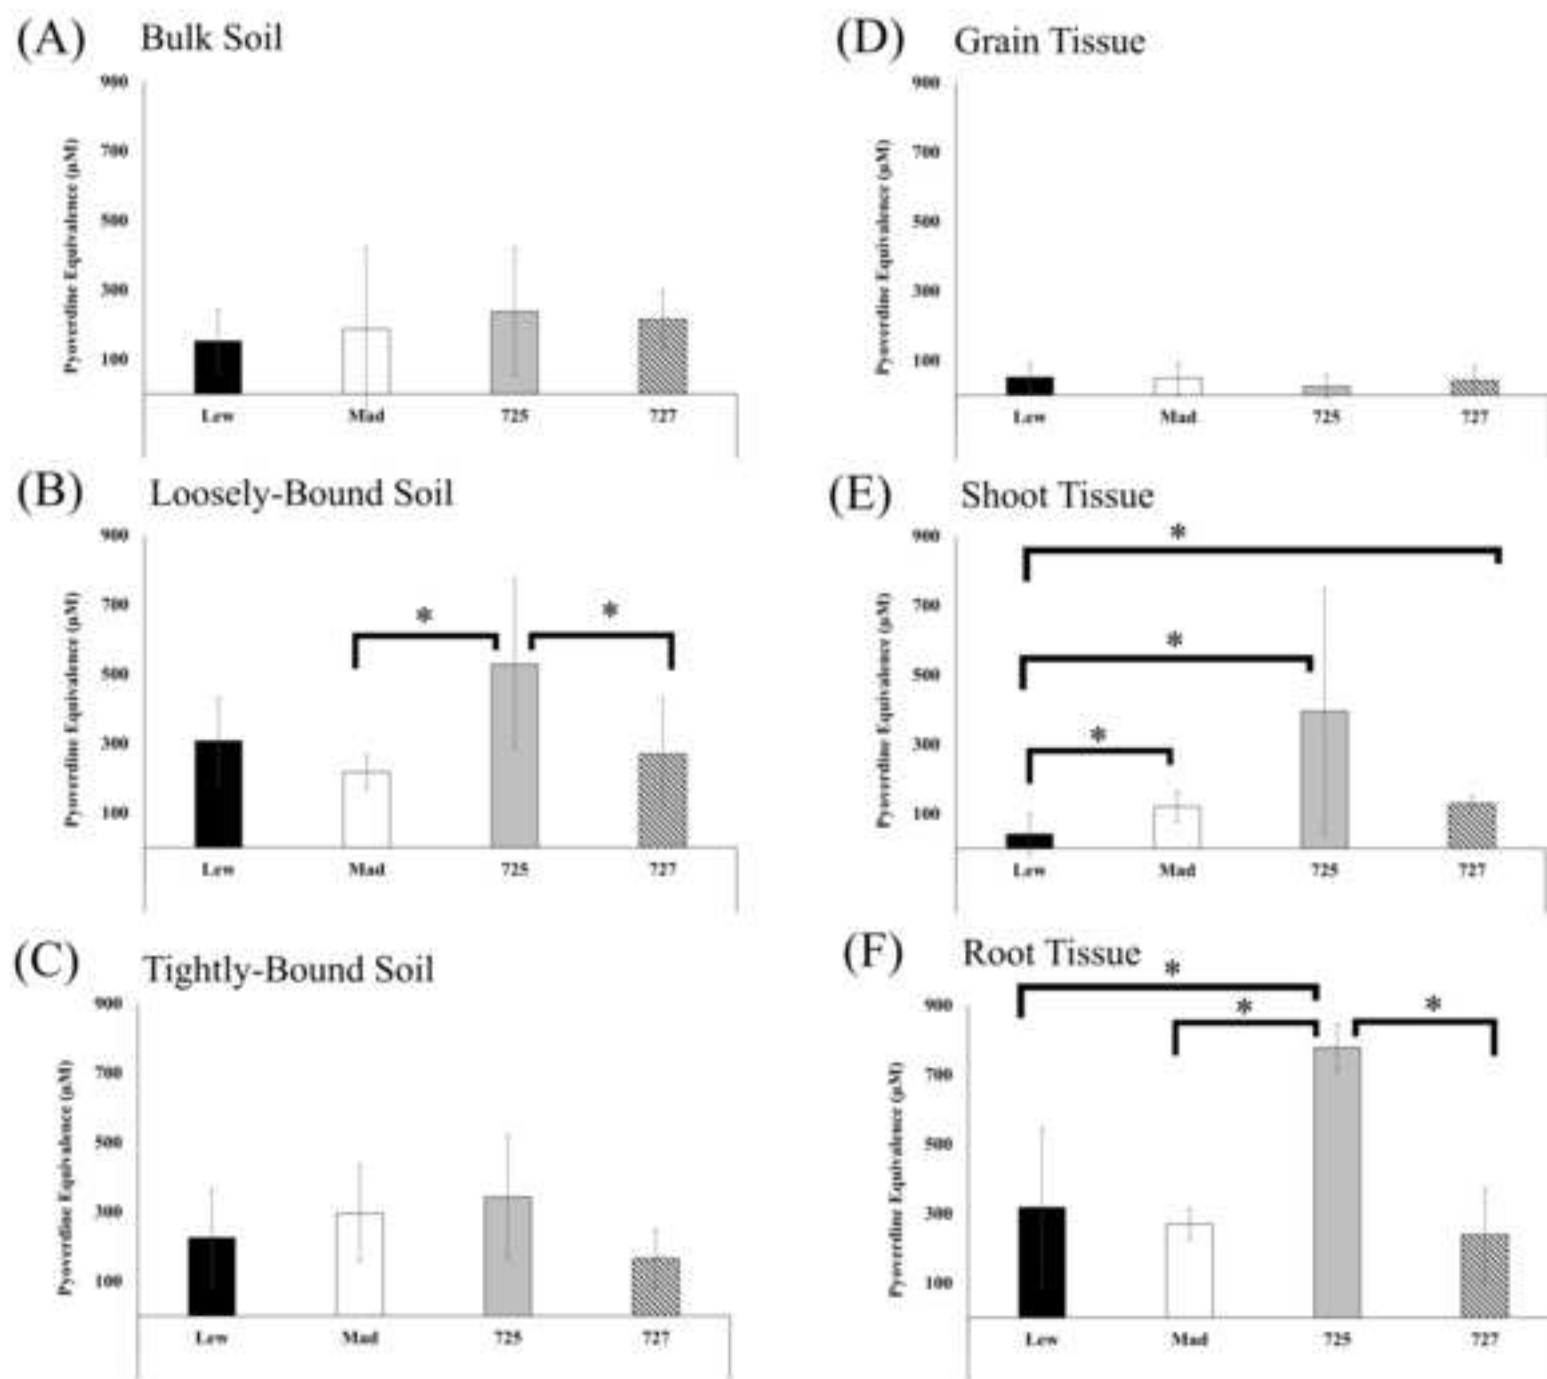 (A) Bulk Soil
900
700
500
300
100
Pyoverdine Equivalence (µM)
Lew Mad 725 727
(B) Loosely-Bound Soil
900
700
500
300
100
Pyoverdine Equivalence (µM)
* *
Lew Mad 725 727
(C) Tightly-Bound Soil
900
700
500
300
100
Pyoverdine Equivalence (µM)
Lew Mad 725 727
(D) Grain Tissue
900
700
500
300
100
Pyoverdine Equivalence (µM)
Lew Mad 725 727
(E) Shoot Tissue
900
700
500
300
100
Pyoverdine Equivalence (µM)
*
*
*
Lew Mad 725 727
(F) Root Tissue
900
700
500
300
100
Pyoverdine Equivalence (µM)
*
* *
Lew Mad 725 727